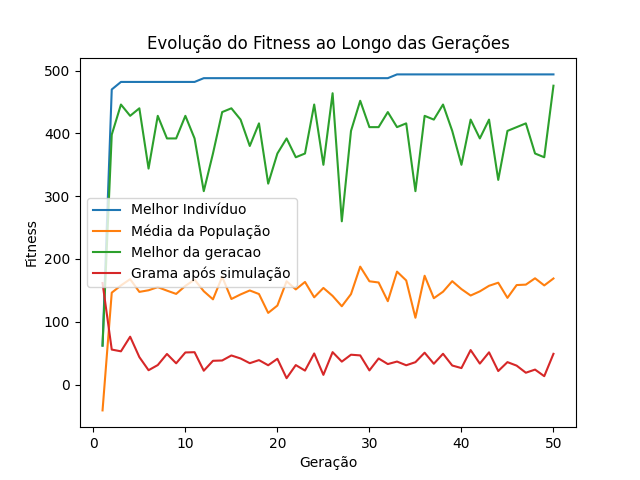 Evolução do Fitness ao Longo das Gerações
500
400
300
200
100
0
Fitness
Melhor Indivíduo
Média da População
Melhor da geracao
Grama após simulação
0 10 20 30 40 50
Geração